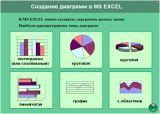 Создание диаграмм в MS EXCEL
В MS EXCEL можно создавать диаграммы разных типов.
Наиболее распространены типы диаграмм:
гистограмма
(или столбиковая)
круговая
круговая
линейчатая
график
с областями